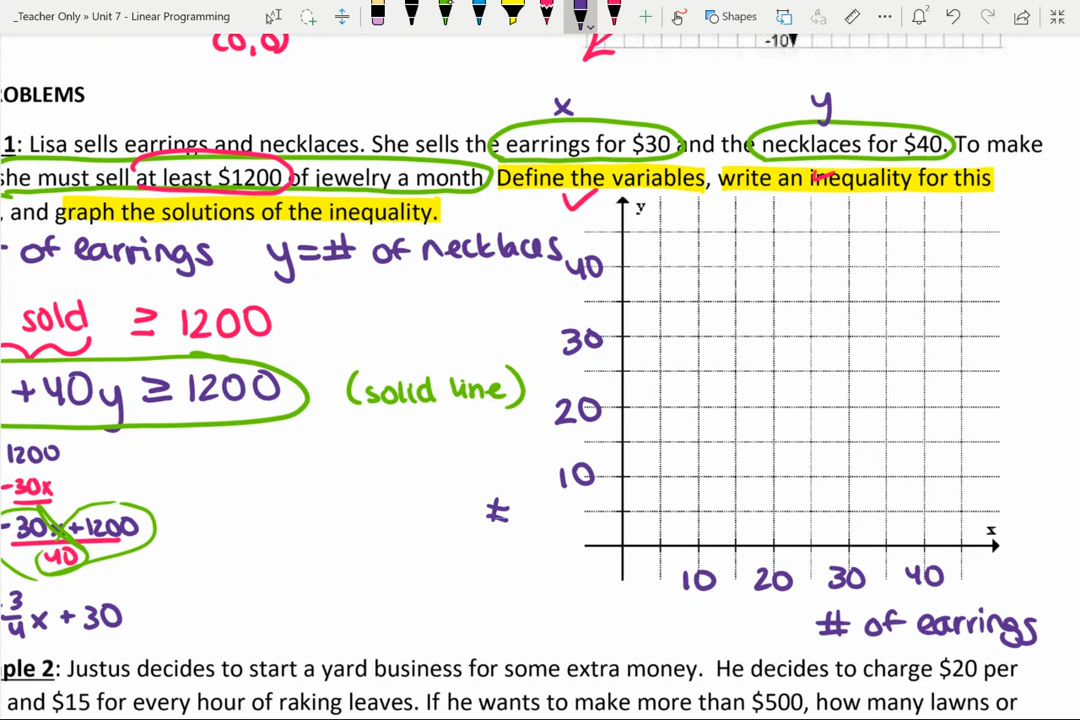 _Teacher Only » Unit 7 - Linear Programming
Shapes
(0,0)
-10
OBLEMS
x y
1: Lisa sells earrings and necklaces. She sells the earrings for $30 and the necklaces for $40. To make
she must sell at least $1200 of jewelry a month. Define the variables, write an inequality for this
, and graph the solutions of the inequality.
of earrings y=# of necklaces
y
40
sold ≥ 1200
30
+40y ≥ 1200 (solid line)
20
1200
10
-30x
-30x+1200
40
x
10 20 30 40
3/4 x + 30
# of earrings
ple 2: Justus decides to start a yard business for some extra money. He decides to charge $20 per
and $15 for every hour of raking leaves. If he wants to make more than $500, how many lawns or